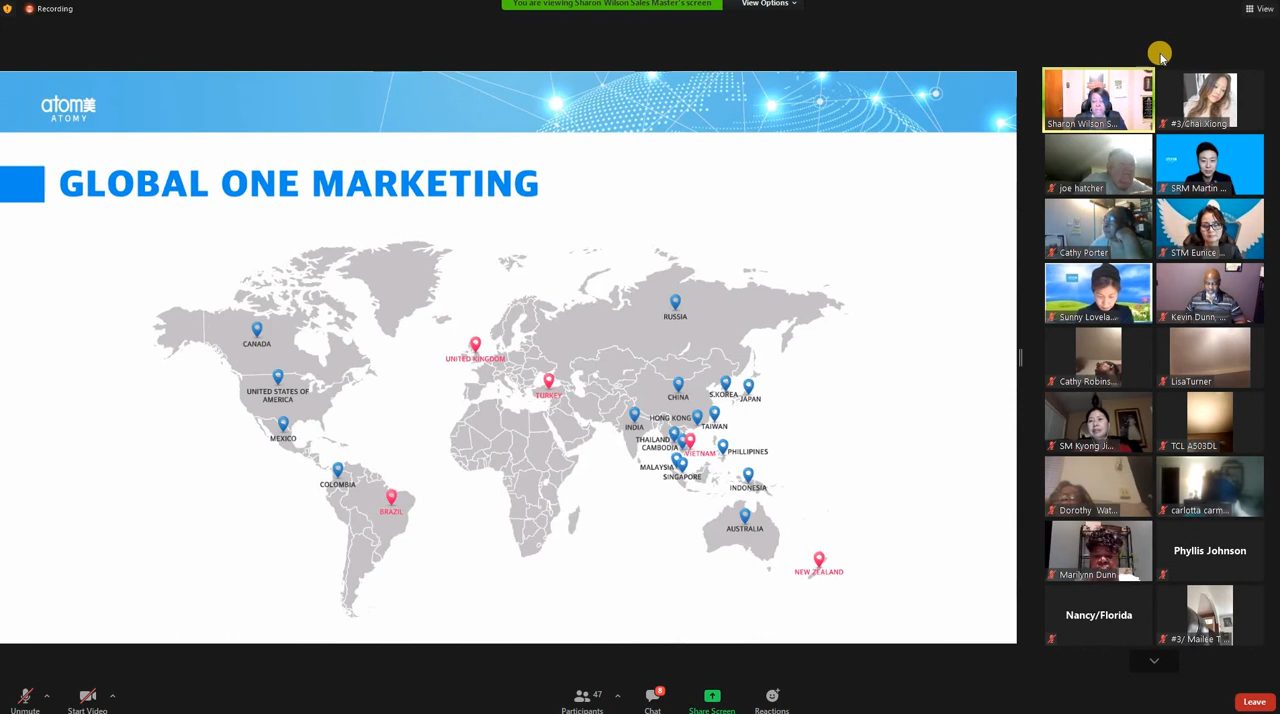 Recording
You are viewing Sharon Wilson Sales Master's screen
View Options
View
atom美
ATOMY
GLOBAL ONE MARKETING
RUSSIA
CANADA
UNITED KINGDOM
TURKEY
UNITED STATES OF
AMERICA
CHINA
S.KOREA
JAPAN
MEXICO
INDIA
HONG KONG
TAIWAN
THAILAND
CAMBODIA
VIETNAM
PHILLIPINES
MALAYSIA
SINGAPORE
COLOMBIA
INDONESIA
BRAZIL
AUSTRALIA
NEW ZEALAND
Sharon Wilson S...
#3/Chai Xiong
joe hatcher
SRM Martin ...
Cathy Porter
STM Eunice ...
Sunny Lovela...
Kevin Dunn, ...
Cathy Robins...
LisaTurner
SM Kyong Ji...
TCL A503DL
Dorothy Wat...
carlotta carm...
Marilynn Dunn
Phyllis Johnson
Nancy/Florida
#3/ Mailee T ...
Unmute
Start Video
47
Participants
8
Chat
Share Screen
Reactions
Leave